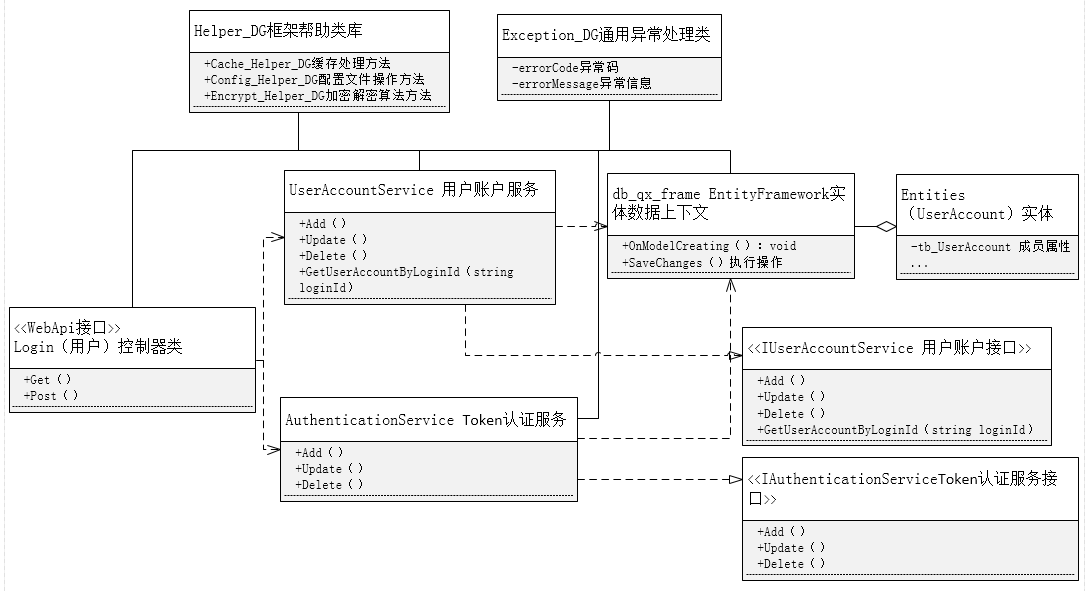 Helper_DG框架帮助类库
+Cache_Helper_DG缓存处理方法
+Config_Helper_DG配置文件操作方法
+Encrypt_Helper_DG加密解密算法方法
Exception_DG通用异常处理类
-errorCode异常码
-errorMessage异常信息
UserAccountService 用户账户服务
+Add（）
+Update（）
+Delete（）
+GetUserAccountByLoginId（string
loginId）
db_qx_frame EntityFramework实
体数据上下文
+OnModelCreating（）：void
+SaveChanges（）执行操作
Entities
（UserAccount）实体
-tb_UserAccount 成员属性
...
<<WebApi接口>>
Login（用户）控制器类
+Get（）
+Post（）
<<IUserAccountService 用户账户接口>>
+Add（）
+Update（）
+Delete（）
+GetUserAccountByLoginId（string loginId）
AuthenticationService Token认证服务
+Add（）
+Update（）
+Delete（）
<<IAuthenticationServiceToken认证服务接
口>>
+Add（）
+Update（）
+Delete（）